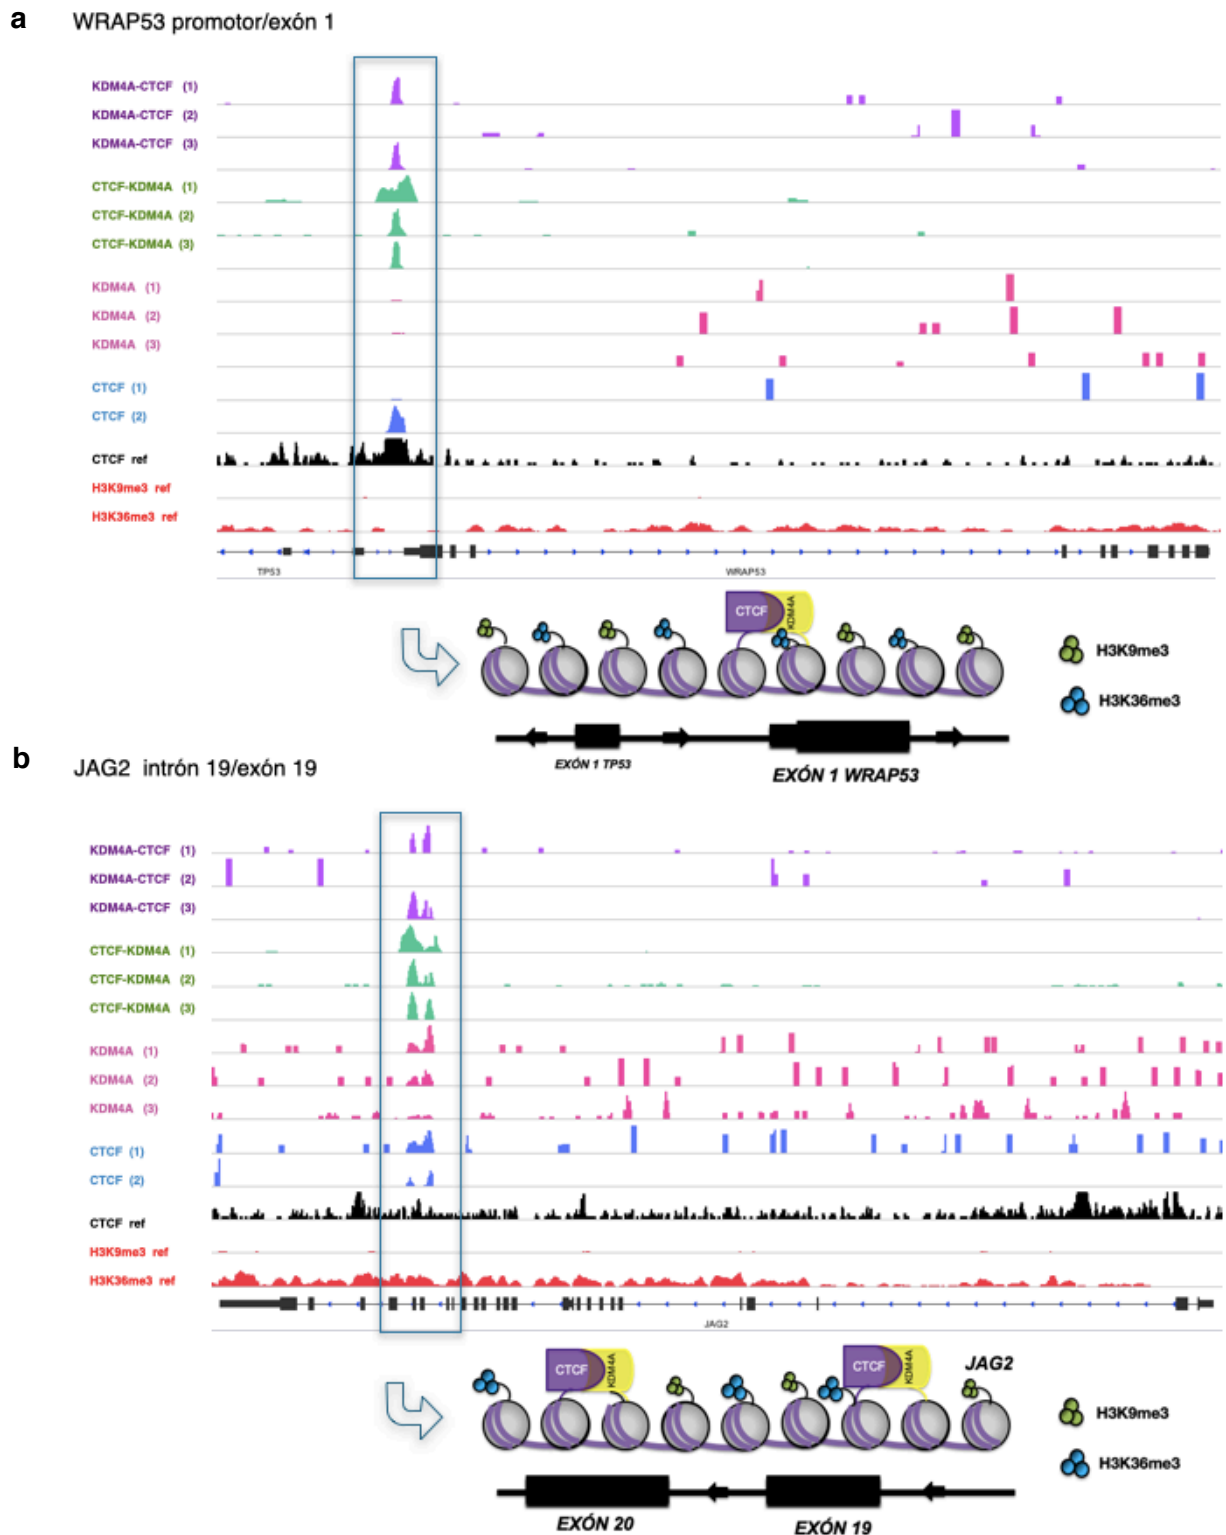 a
WRAP53 promotor/exón 1
KDM4A-CTCF (1)
KDM4A-CTCF (2)
KDM4A-CTCF (3)
CTCF-KDM4A (1)
CTCF-KDM4A (2)
CTCF-KDM4A (3)
KDM4A (1)
KDM4A (2)
KDM4A (3)
CTCF (1)
CTCF (2)
CTCF ref
H3K9me3 ref
H3K36me3 ref
TP53 WRAP53
CTCF KDM4A
H3K9me3
H3K36me3
EXÓN 1 TP53
EXÓN 1 WRAP53
b
JAG2 intrón 19/exón 19
KDM4A-CTCF (1)
KDM4A-CTCF (2)
KDM4A-CTCF (3)
CTCF-KDM4A (1)
CTCF-KDM4A (2)
CTCF-KDM4A (3)
KDM4A (1)
KDM4A (2)
KDM4A (3)
CTCF (1)
CTCF (2)
CTCF ref
H3K9me3 ref
H3K36me3 ref
JAG2
CTCF KDM4A CTCF KDM4A JAG2
H3K9me3
H3K36me3
EXÓN 20 EXÓN 19